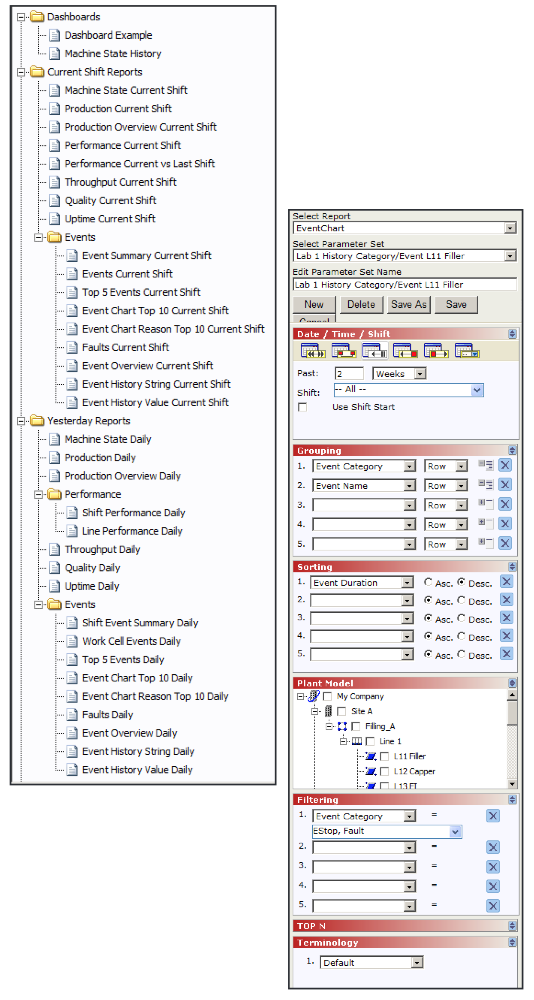 Dashboards
Dashboard Example
Machine State History
Current Shift Reports
Machine State Current Shift
Production Current Shift
Production Overview Current Shift
Performance Current Shift
Performance Current vs Last Shift
Throughput Current Shift
Quality Current Shift
Uptime Current Shift
Events
Event Summary Current Shift
Events Current Shift
Top 5 Events Current Shift
Event Chart Top 10 Current Shift
Event Chart Reason Top 10 Current Shift
Faults Current Shift
Event Overview Current Shift
Event History String Current Shift
Event History Value Current Shift
Yesterday Reports
Machine State Daily
Production Daily
Production Overview Daily
Performance
Shift Performance Daily
Line Performance Daily
Throughput Daily
Quality Daily
Uptime Daily
Events
Shift Event Summary Daily
Work Cell Events Daily
Top 5 Events Daily
Event Chart Top 10 Daily
Event Chart Reason Top 10 Daily
Faults Daily
Event Overview Daily
Event History String Daily
Event History Value Daily
Select Report
EventChart
Select Parameter Set
Lab 1 History Category/Event L11 Filler
Edit Parameter Set Name
Lab 1 History Category/Event L11 Filler
New Delete Save As Save
Cancel
Date / Time / Shift
Past: 2 Weeks
Shift: -- All --
Use Shift Start
Grouping
1. Event Category Row
2. Event Name Row
3. Row
4. Row
5. Row
Sorting
1. Event Duration Asc. Desc.
2. Asc. Desc.
3. Asc. Desc.
4. Asc. Desc.
5. Asc. Desc.
Plant Model
My Company
Site A
Filling_A
Line 1
L11 Filler
L12 Capper
L13 FI
Filtering
1. Event Category =
EStop, Fault
2. =
3. =
4. =
5. =
TOP N
Terminology
1. Default